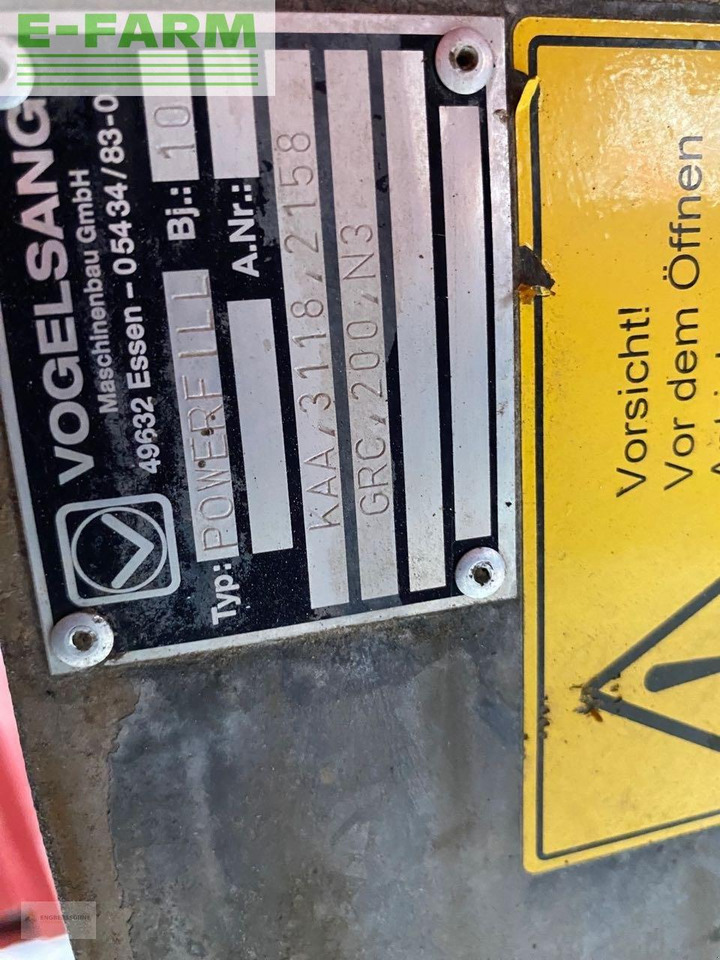 E-FARM
VOGELSANG
Maschinenbau GmbH
49632 Essen – 05434/83-0
Typ: POWERFILL Bj.: 10
A.Nr.:
KAA/3118/2158
GRC/200/N3
Vorsicht!
Vor dem Öffnen